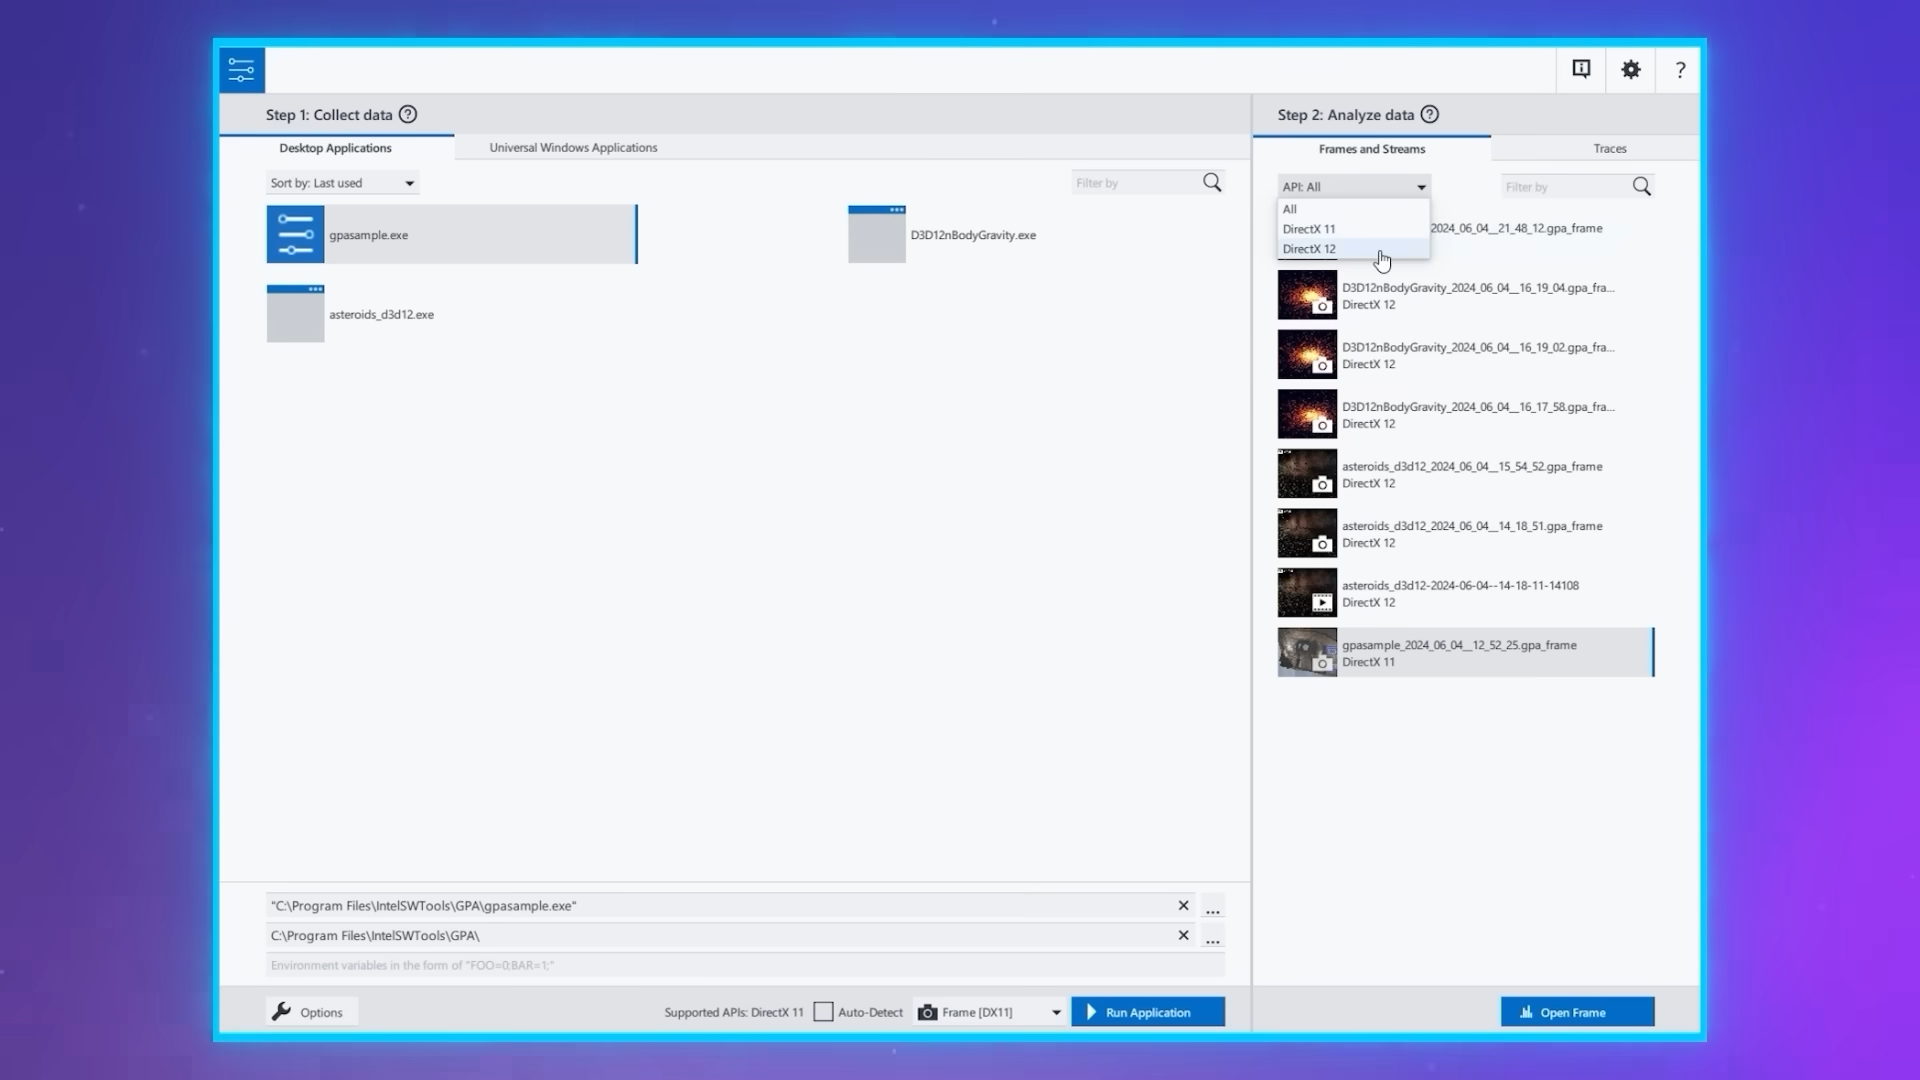 Step 1: Collect data ?
Step 2: Analyze data ?
?
Desktop Applications
Universal Windows Applications
Frames and Streams
Traces
Sort by: Last used
Filter by
API: All
Filter by
All
DirectX 11
DirectX 12
gpasample.exe
D3D12nBodyGravity.exe
asteroids_d3d12.exe
2024_06_04__21_48_12.gpa_frame
D3D12nBodyGravity_2024_06_04__16_19_04.gpa_fra...
DirectX 12
D3D12nBodyGravity_2024_06_04__16_19_02.gpa_fra...
DirectX 12
D3D12nBodyGravity_2024_06_04__16_17_58.gpa_fra...
DirectX 12
asteroids_d3d12_2024_06_04__15_54_52.gpa_frame
DirectX 12
asteroids_d3d12_2024_06_04__14_18_51.gpa_frame
DirectX 12
asteroids_d3d12-2024-06-04--14-18-11-14108
DirectX 12
gpasample_2024_06_04__12_52_25.gpa_frame
DirectX 11
"C:\Program Files\IntelSWTools\GPA\gpasample.exe"
...
C:\Program Files\IntelSWTools\GPA\
...
Environment variables in the form of "FOO=0;BAR=1;"
Options
Supported APIs: DirectX 11
Auto-Detect
Frame [DX11]
Run Application
Open Frame